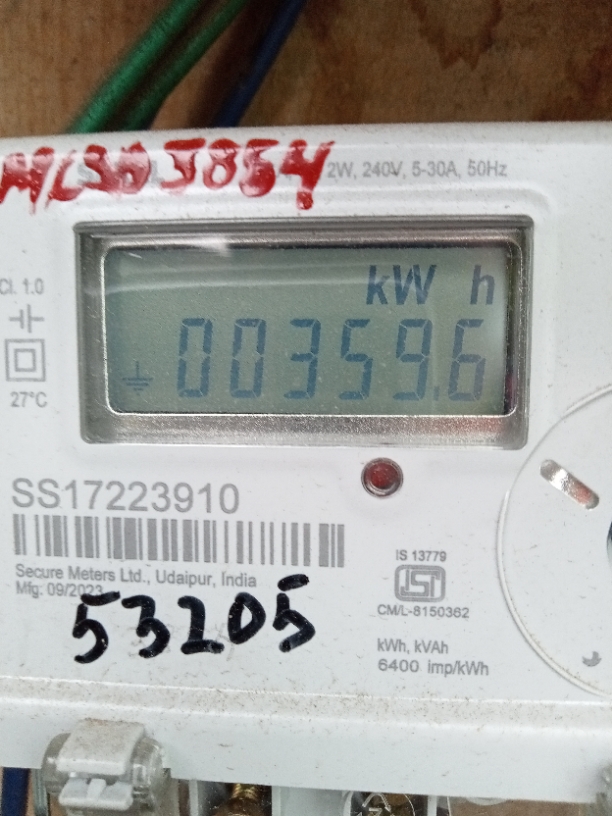 2W, 240V, 5-30A, 50Hz
Cl. 1.0
kW h
00359.6
27°C
SS17223910
IS 13779
Secure Meters Ltd., Udaipur, India
Mfg: 09/2023
CM/L-8150362
53205
kWh, kVAh
6400 imp/kWh